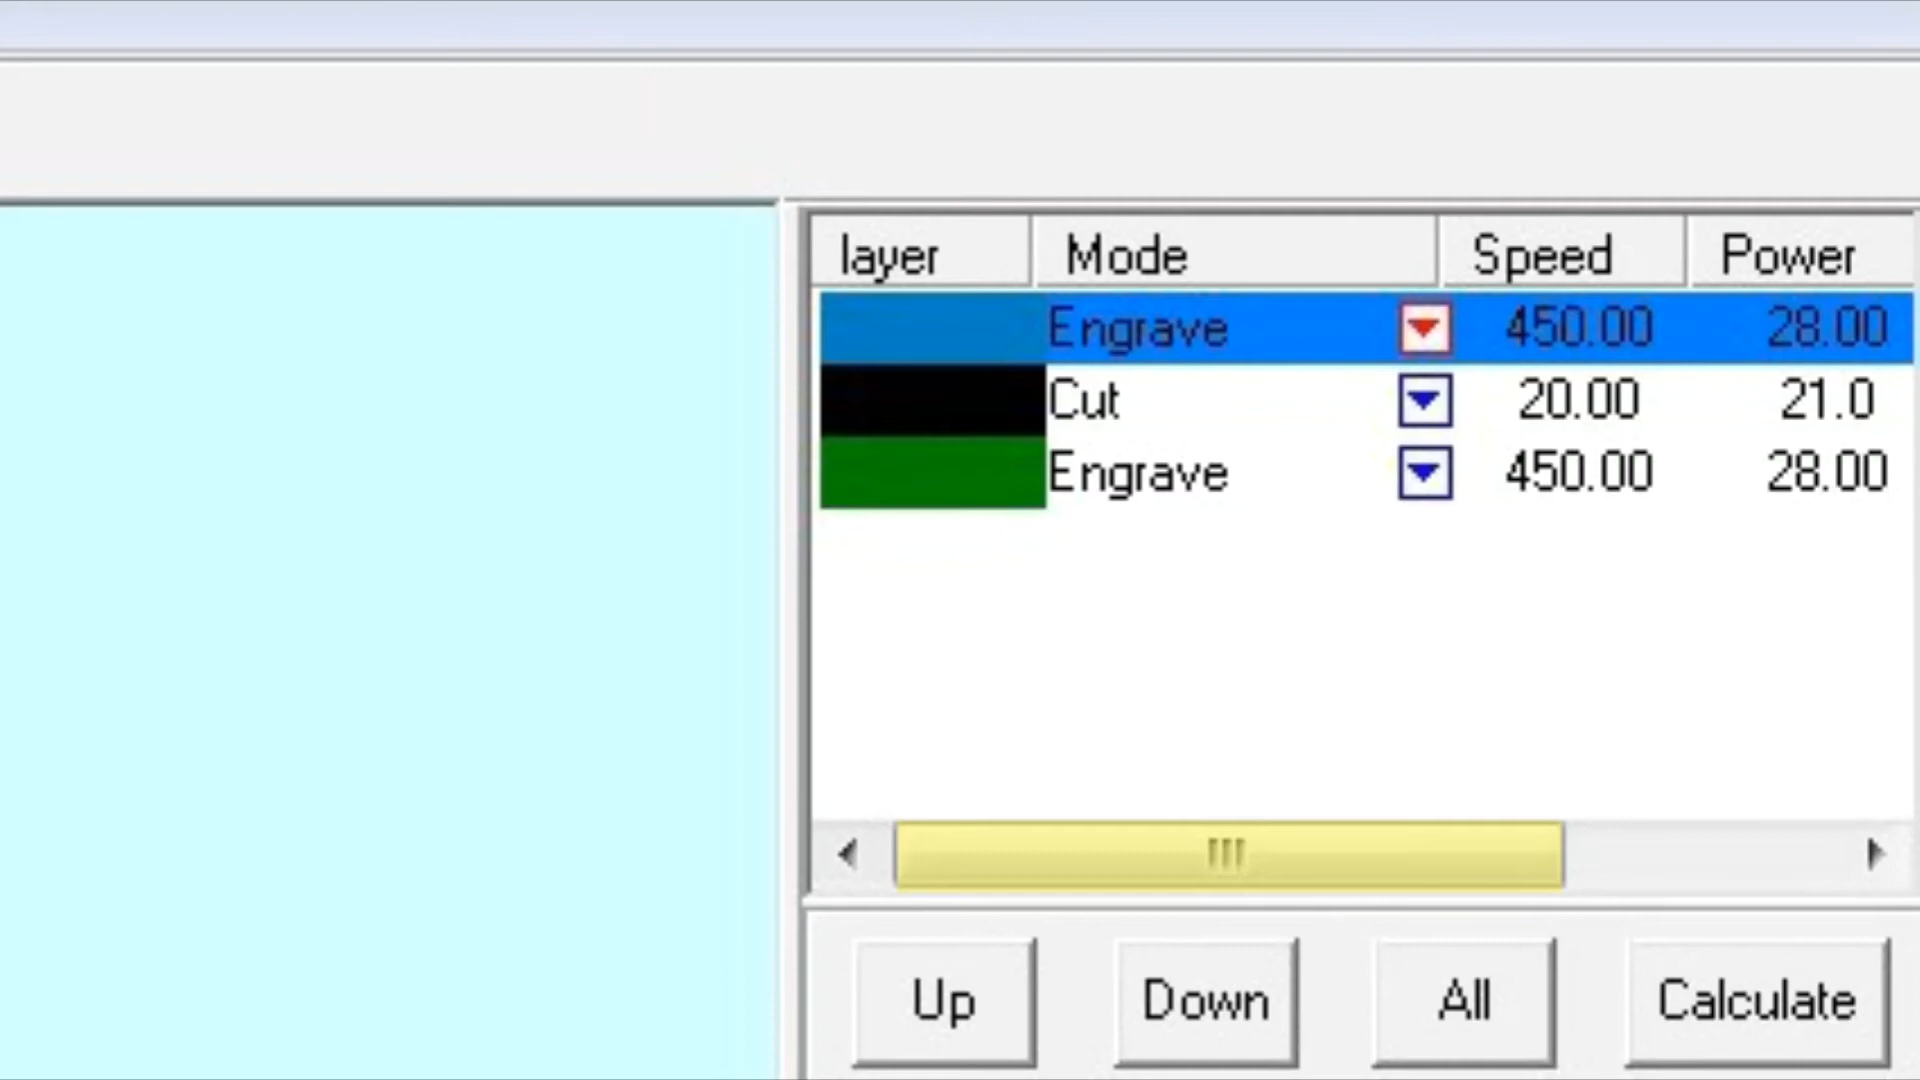 layer Mode Speed Power
Engrave 450.00 28.00
Cut 20.00 21.0
Engrave 450.00 28.00
Up Down All Calculate